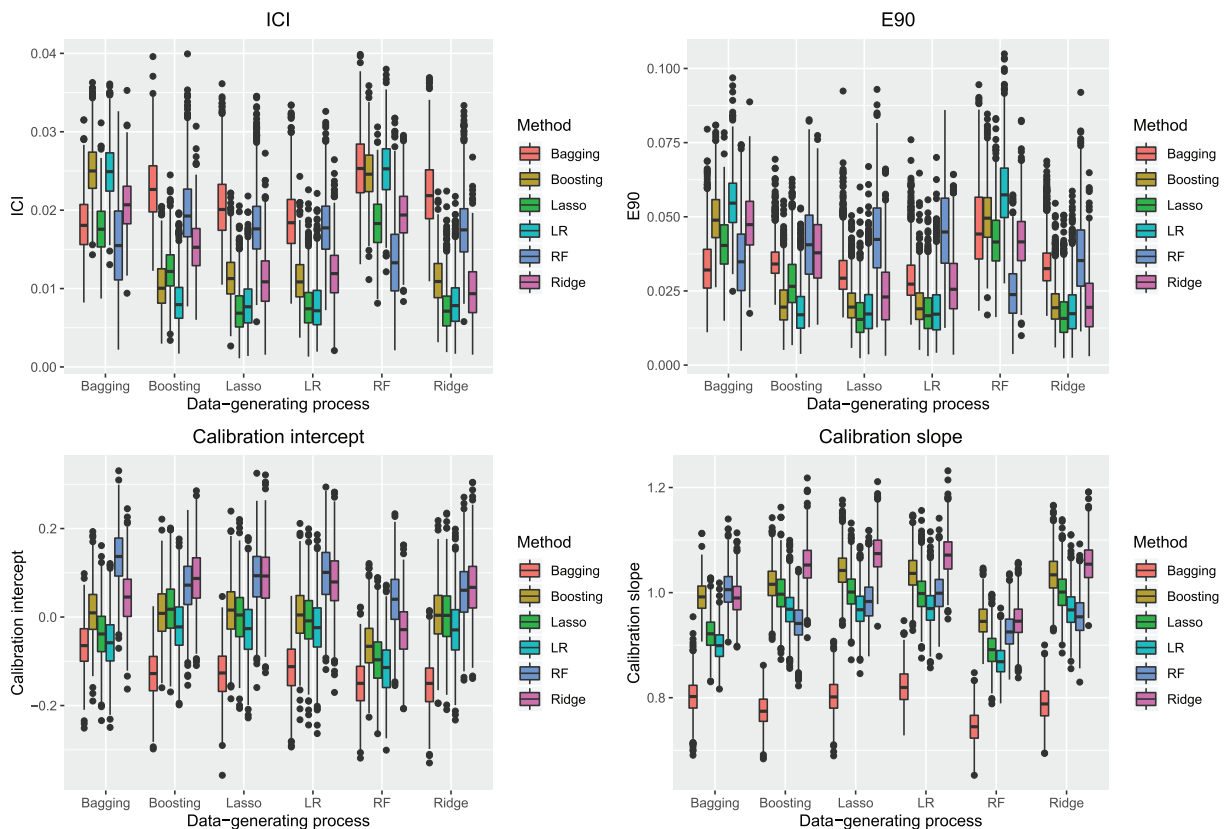 ICI
0.04
0.03
0.02
0.01
0.00
ICI
Bagging Boosting Lasso LR RF Ridge
Data−generating process
Method
Bagging
Boosting
Lasso
LR
RF
Ridge
E90
0.100
0.075
0.050
0.025
0.000
E90
Bagging Boosting Lasso LR RF Ridge
Data−generating process
Method
Bagging
Boosting
Lasso
LR
RF
Ridge
Calibration intercept
0.2
0.0
−0.2
Calibration intercept
Bagging Boosting Lasso LR RF Ridge
Data−generating process
Method
Bagging
Boosting
Lasso
LR
RF
Ridge
Calibration slope
1.2
1.0
0.8
Calibration slope
Bagging Boosting Lasso LR RF Ridge
Data−generating process
Method
Bagging
Boosting
Lasso
LR
RF
Ridge